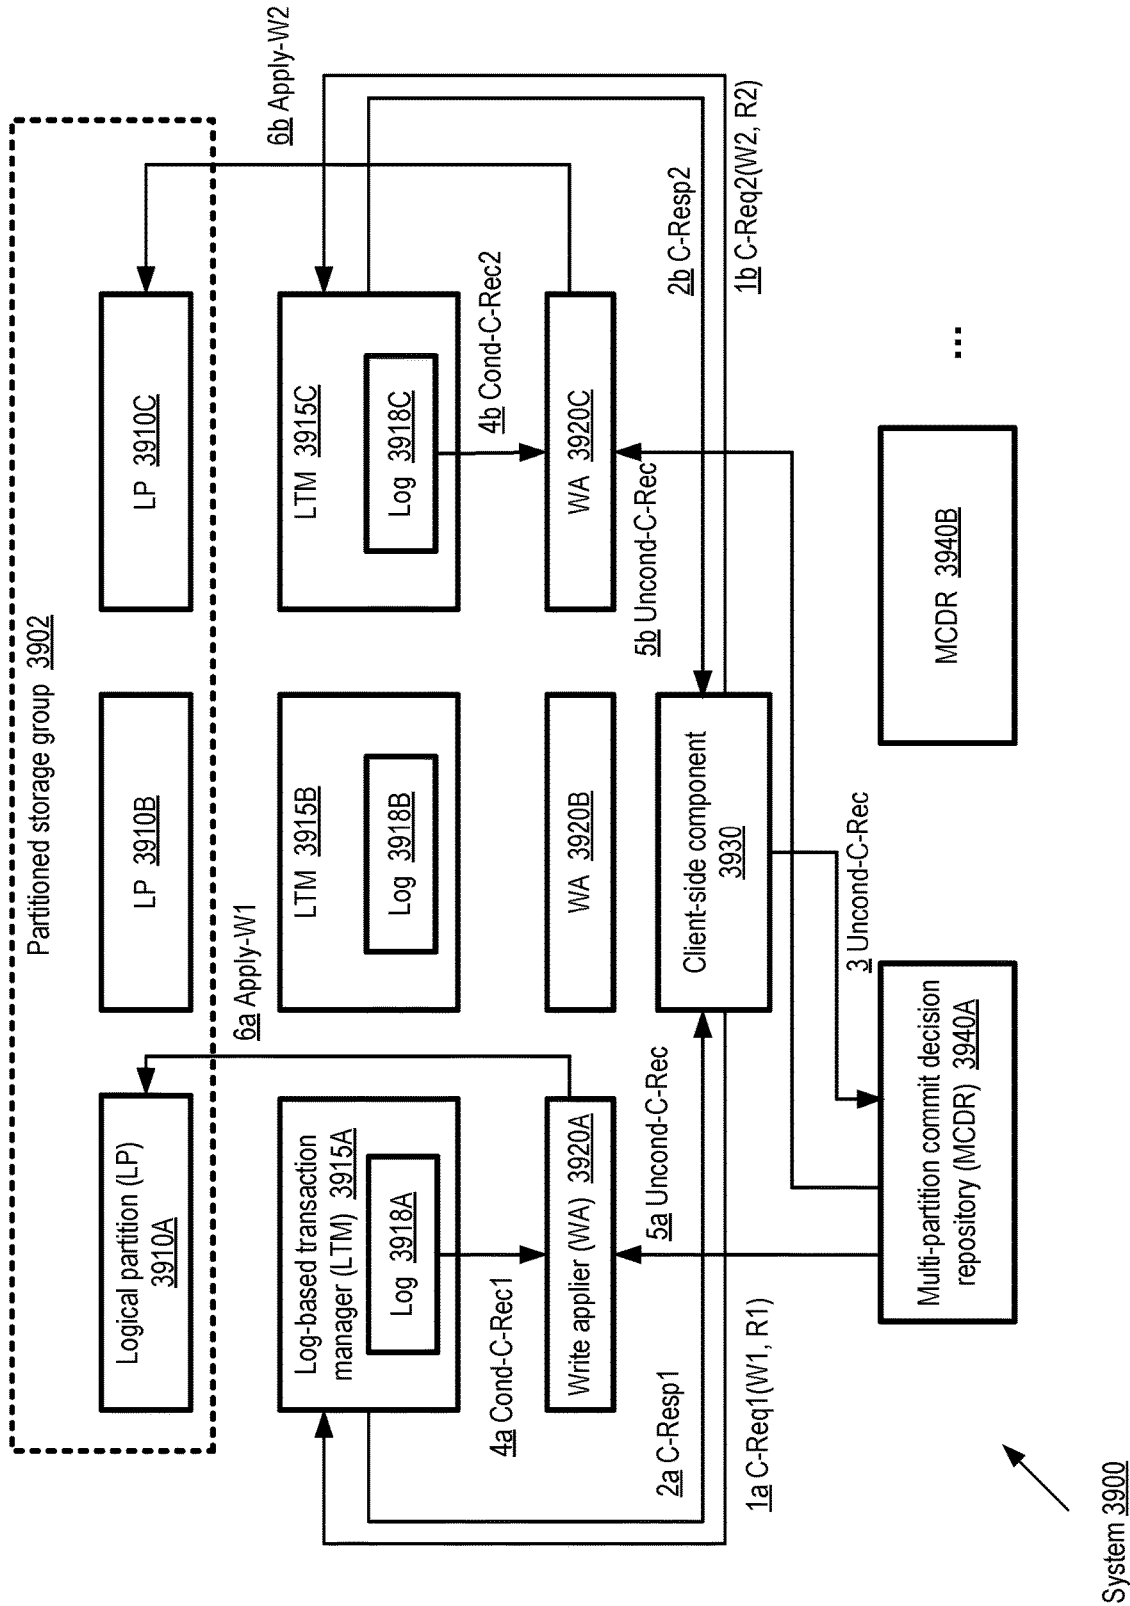 Partitioned storage group 3902
Logical partition (LP)
3910A
LP 3910B
LP 3910C
6a Apply-W1
6b Apply-W2
Log-based transaction
manager (LTM) 3915A
Log 3918A
LTM 3915B
Log 3918B
LTM 3915C
Log 3918C
4a Cond-C-Rec1
4b Cond-C-Rec2
Write applier (WA) 3920A
WA 3920B
WA 3920C
5a Uncond-C-Rec
5b Uncond-C-Rec
2a C-Resp1
Client-side component
3930
2b C-Resp2
1a C-Req1(W1, R1)
1b C-Req2(W2, R2)
3 Uncond-C-Rec
Multi-partition commit decision
repository (MCDR) 3940A
MCDR 3940B
...
System 3900